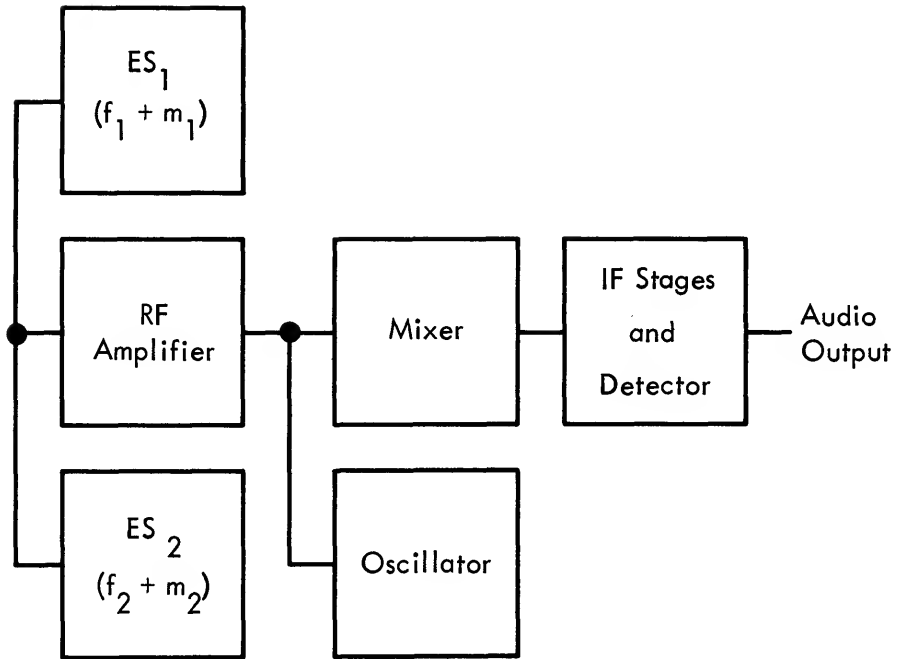 ES₁
(f₁ + m₁)
RF
Amplifier
Mixer
IF Stages
and
Detector
Audio
Output
ES₂
(f₂ + m₂)
Oscillator